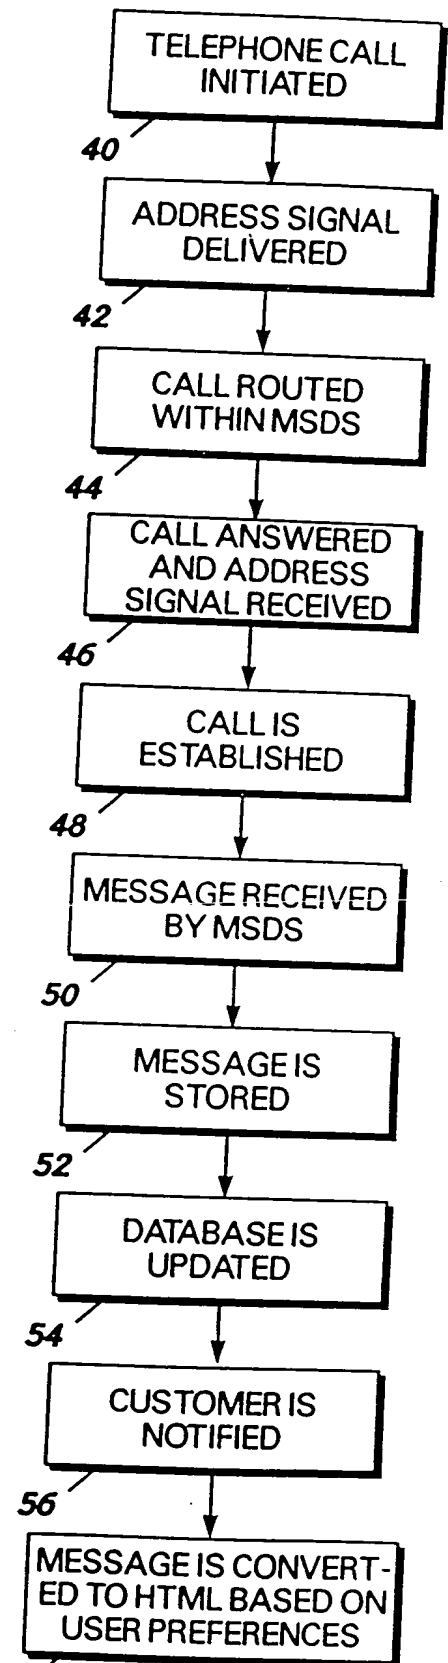 TELEPHONE CALL
INITIATED
40
ADDRESS SIGNAL
DELIVERED
42
CALL ROUTED
WITHIN MSDS
44
CALL ANSWERED
AND ADDRESS
SIGNAL RECEIVED
46
CALL IS
ESTABLISHED
48
MESSAGE RECEIVED
BY MSDS
50
MESSAGE IS
STORED
52
DATABASE IS
UPDATED
54
CUSTOMER IS
NOTIFIED
56
MESSAGE IS CONVERT-
ED TO HTML BASED ON
USER PREFERENCES